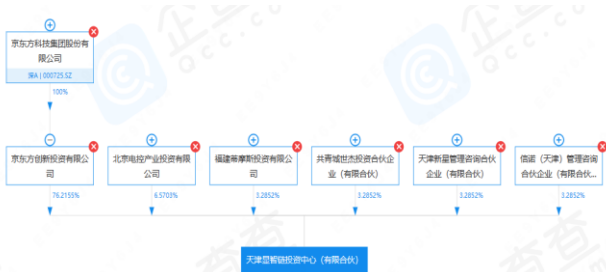 企查查
Qcc.com
京东方科技集团股份有
限公司
深A | 000725.SZ
100%
京东方创新投资有限公
司
北京电控产业投资有限
公司
福建蒂摩斯投资有限公
司
共青城世杰投资合伙企
业（有限合伙）
天津新星管理咨询合伙
企业（有限合伙）
信诺（天津）管理咨询
合伙企业（有限合伙...
76.2155%
6.5703%
3.2852%
3.2852%
3.2852%
3.2852%
天津显智链投资中心（有限合伙）